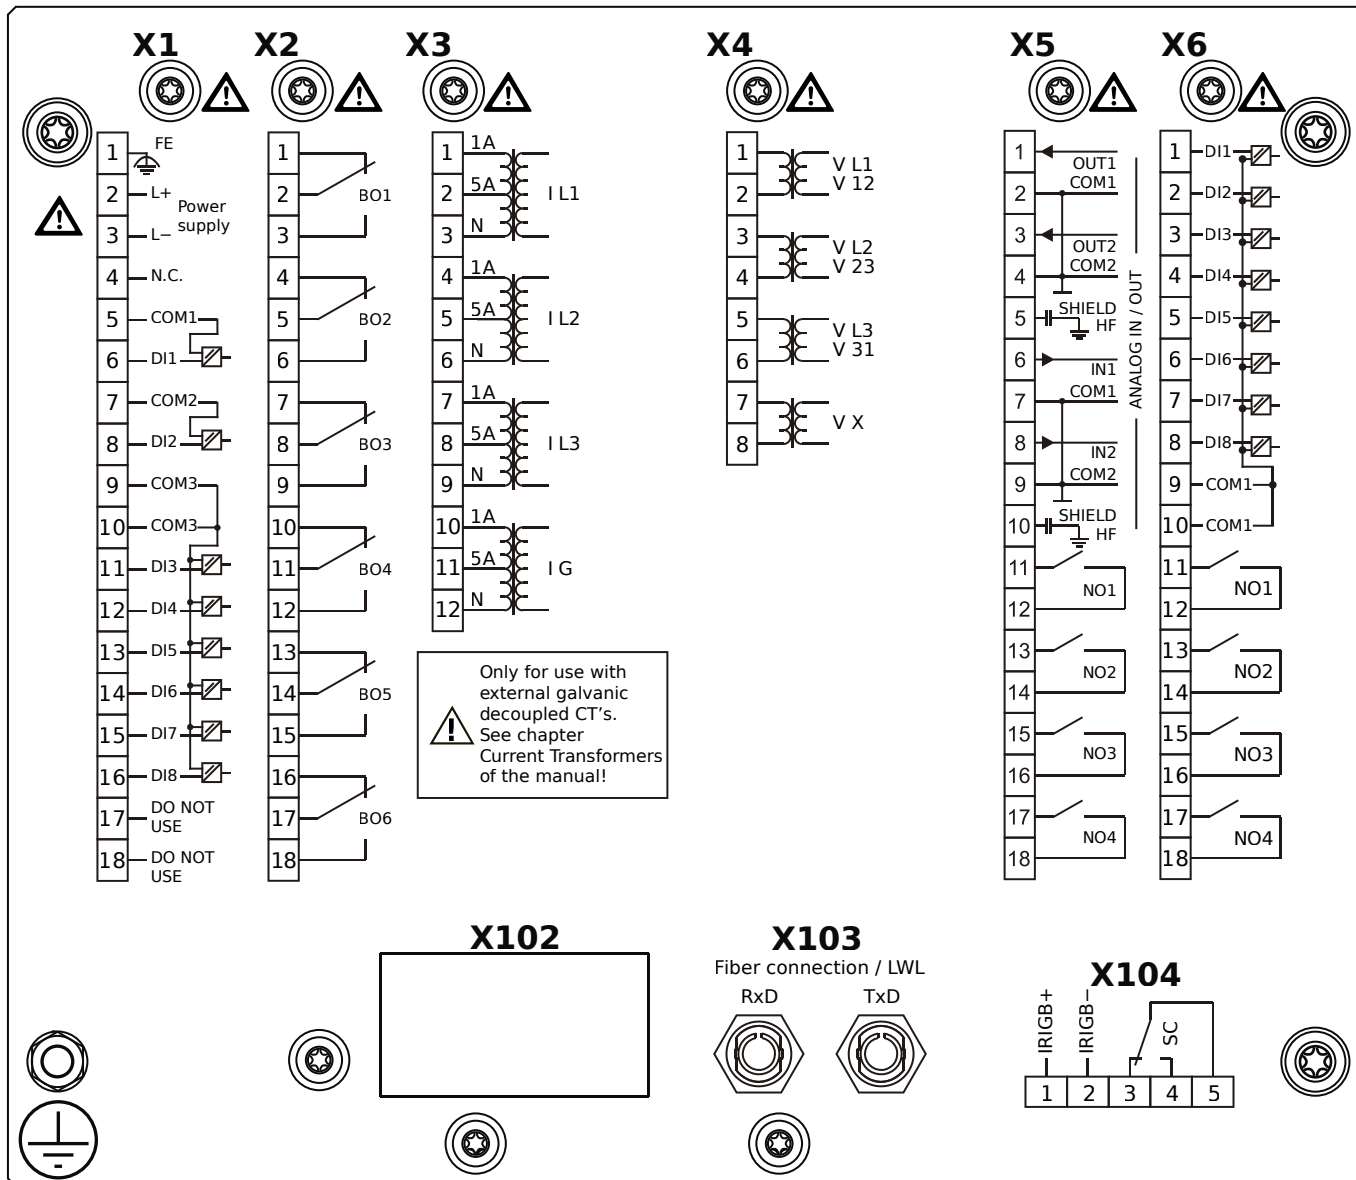 X1
X2
X3
X4
X5
X6
1 FE
2 L+
Power
supply
3 L−
4 N.C.
5 COM1
6 DI1
7 COM2
8 DI2
9 COM3
10 COM3
11 DI3
12 DI4
13 DI5
14 DI6
15 DI7
16 DI8
17 DO NOT
USE
18 DO NOT
USE
1
2 BO1
3
4
5 BO2
6
7
8 BO3
9
10
11 BO4
12
13
14 BO5
15
16
17 BO6
18
1 1A
2 5A I L1
3 N
4 1A
5 5A I L2
6 N
7 1A
8 5A I L3
9 N
10 1A
11 5A I G
12 N
Only for use with
external galvanic
decoupled CT's.
See chapter
Current Transformers
of the manual!
1
V L1
V 12
2
3
V L2
V 23
4
5
V L3
V 31
6
7
V X
8
1 OUT1
2 COM1
3 OUT2
4 COM2
5 SHIELD
HF
6 IN1
7 COM1
8 IN2
9 COM2
10 SHIELD
HF
ANALOG IN / OUT
11
NO1
12
13
NO2
14
15
NO3
16
17
NO4
18
1 DI1
2 DI2
3 DI3
4 DI4
5 DI5
6 DI6
7 DI7
8 DI8
9 COM1
10 COM1
11
NO1
12
13
NO2
14
15
NO3
16
17
NO4
18
X102
X103
Fiber connection / LWL
RxD TxD
X104
IRIGB+
IRIGB−
SC
1 2 3 4 5